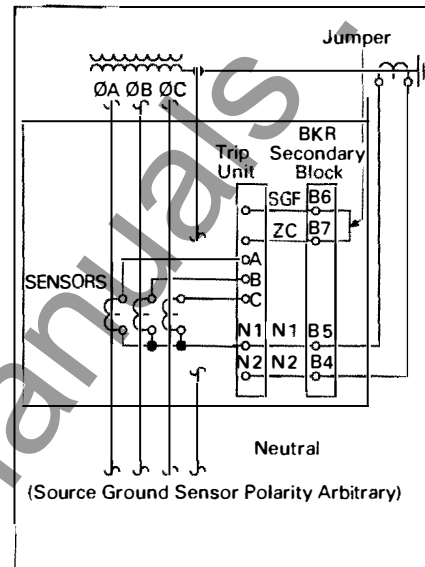 Jumper
ØA ØB ØC
BKR
Trip Secondary
Unit Block
SGF B6
ZC B7
A
B
SENSORS
C
N1 N1 B5
N2 N2 B4
Neutral
(Source Ground Sensor Polarity Arbitrary)
manuals.